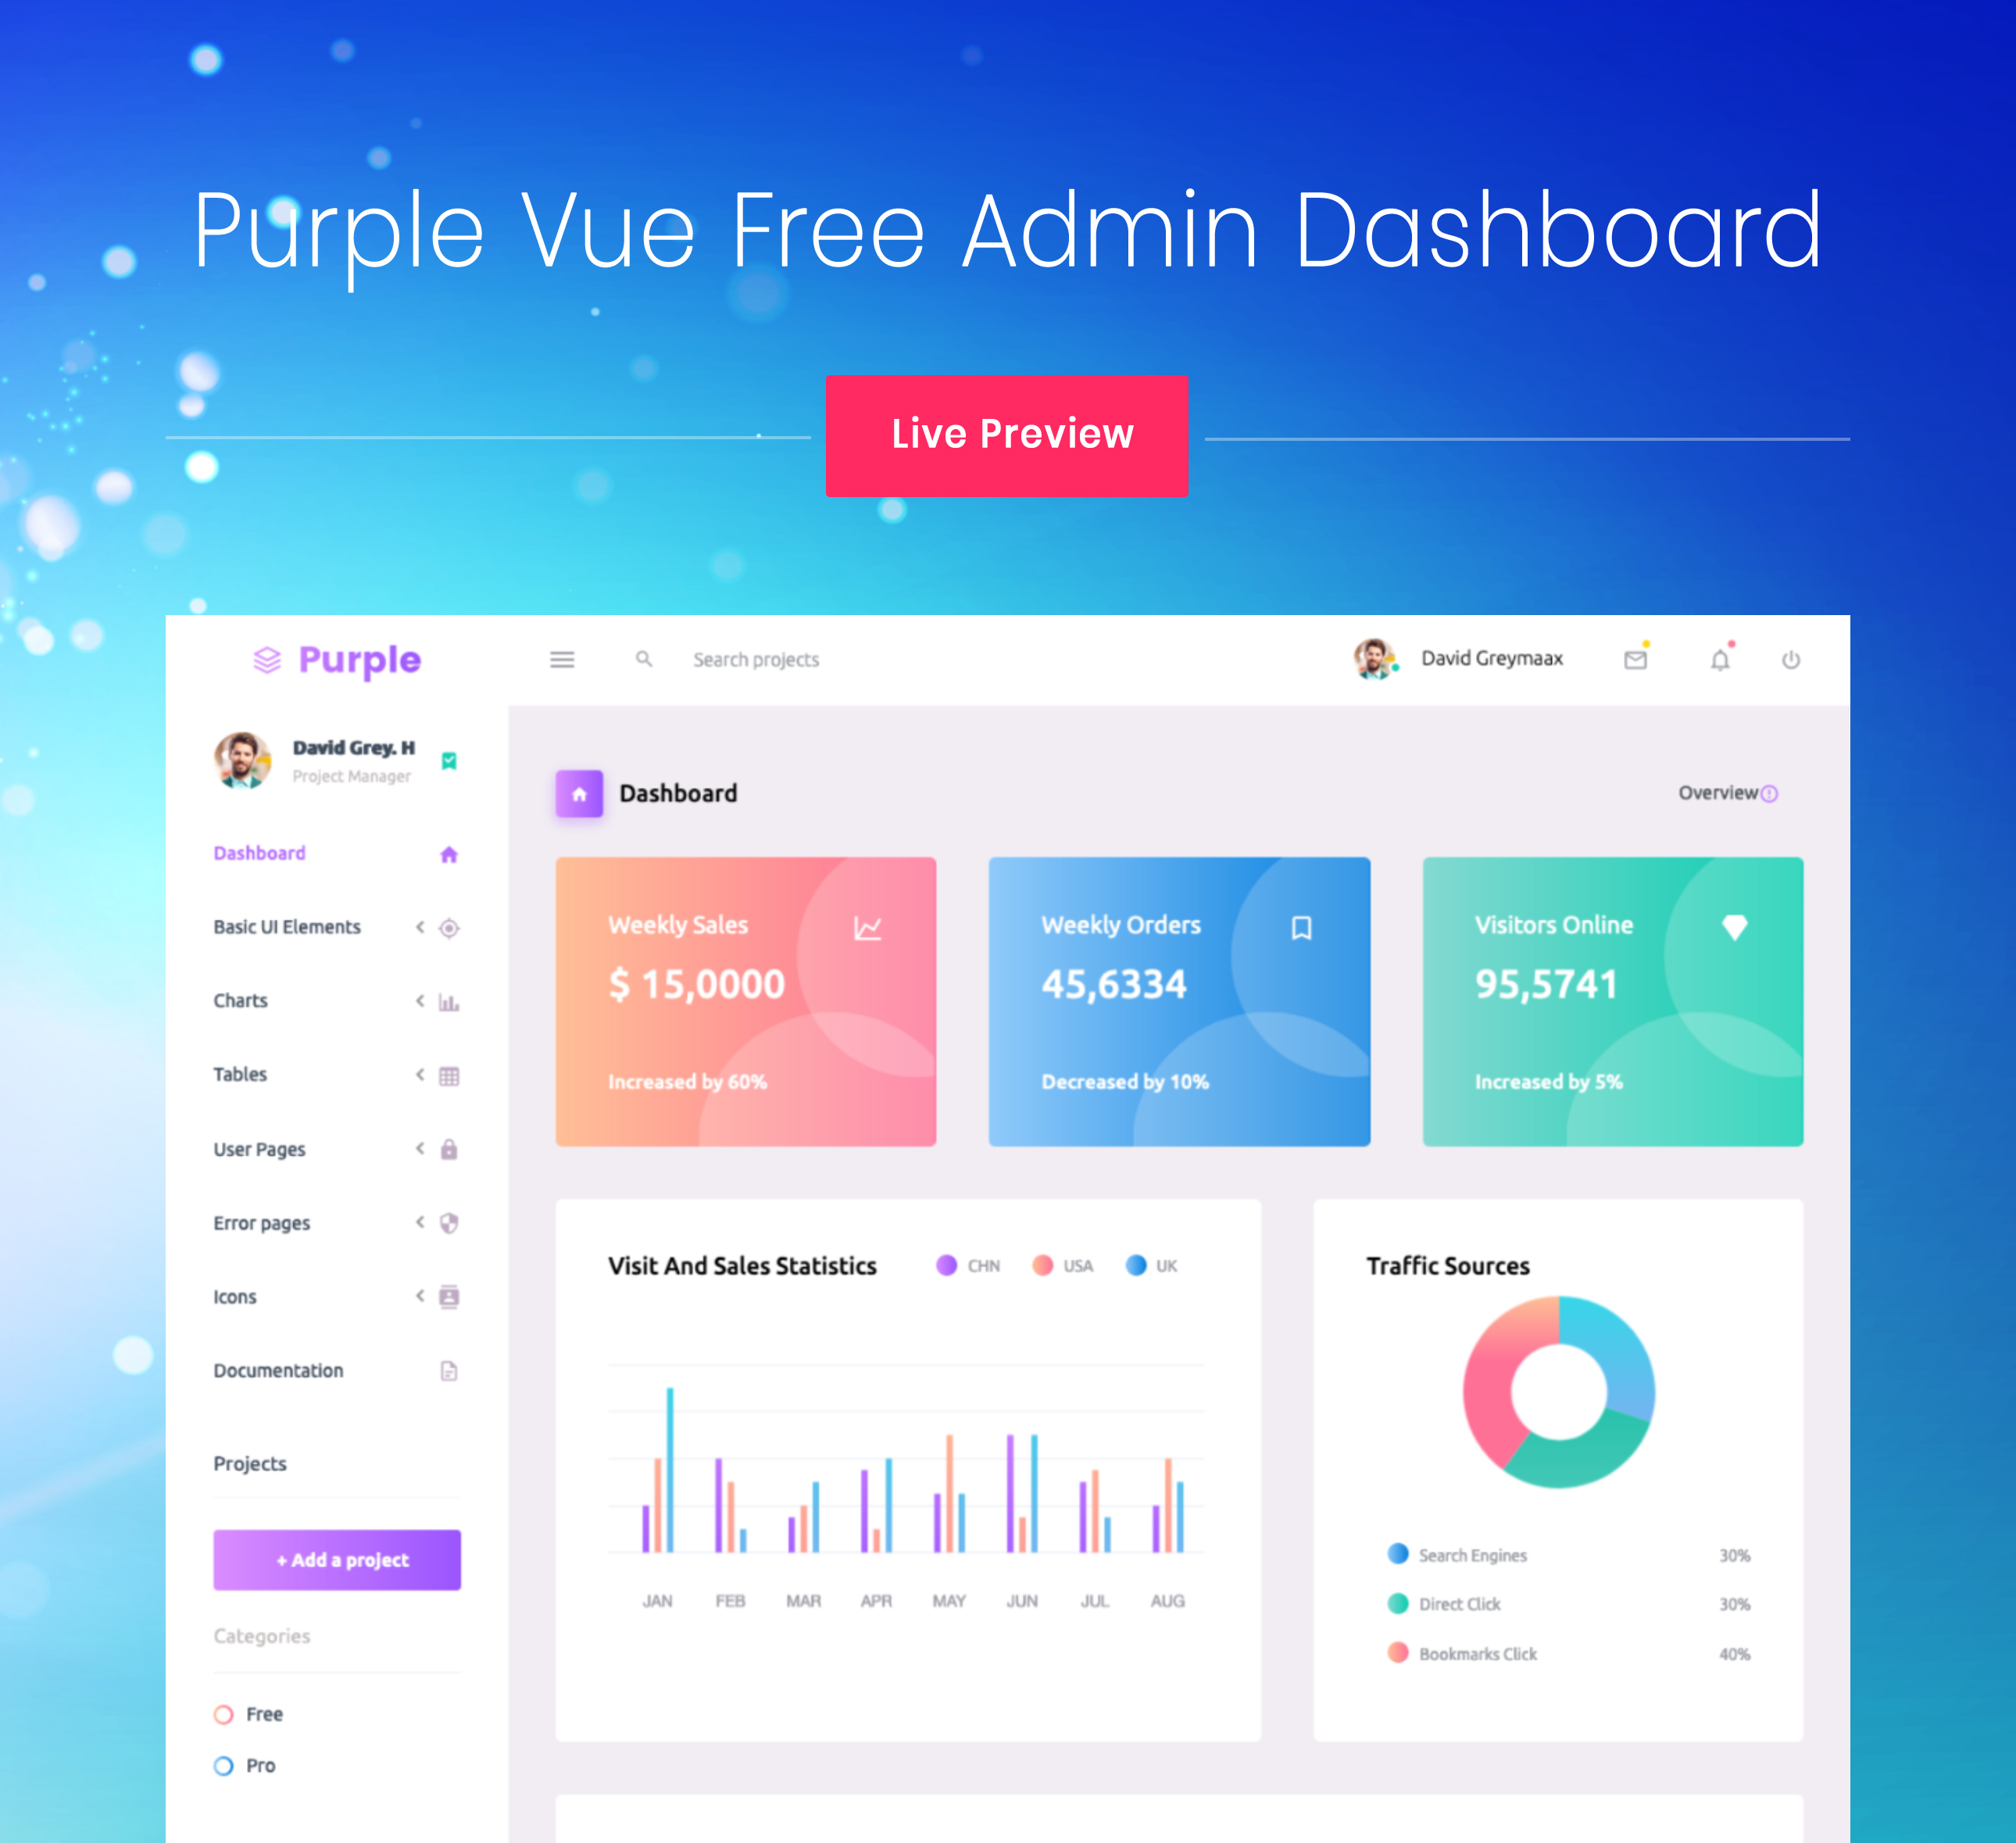 Purple Vue Free Admin Dashboard
Live Preview
Purple
Search projects
David Greymaax
David Grey. H
Project Manager
Dashboard
Basic UI Elements
Charts
Tables
User Pages
Error pages
Icons
Documentation
Projects
+ Add a project
Categories
Free
Pro
Dashboard
Overview
Weekly Sales
$ 15,0000
Increased by 60%
Weekly Orders
45,6334
Decreased by 10%
Visitors Online
95,5741
Increased by 5%
Visit And Sales Statistics
CHN USA UK
JAN FEB MAR APR MAY JUN JUL AUG
Traffic Sources
Search Engines 30%
Direct Click 30%
Bookmarks Click 40%